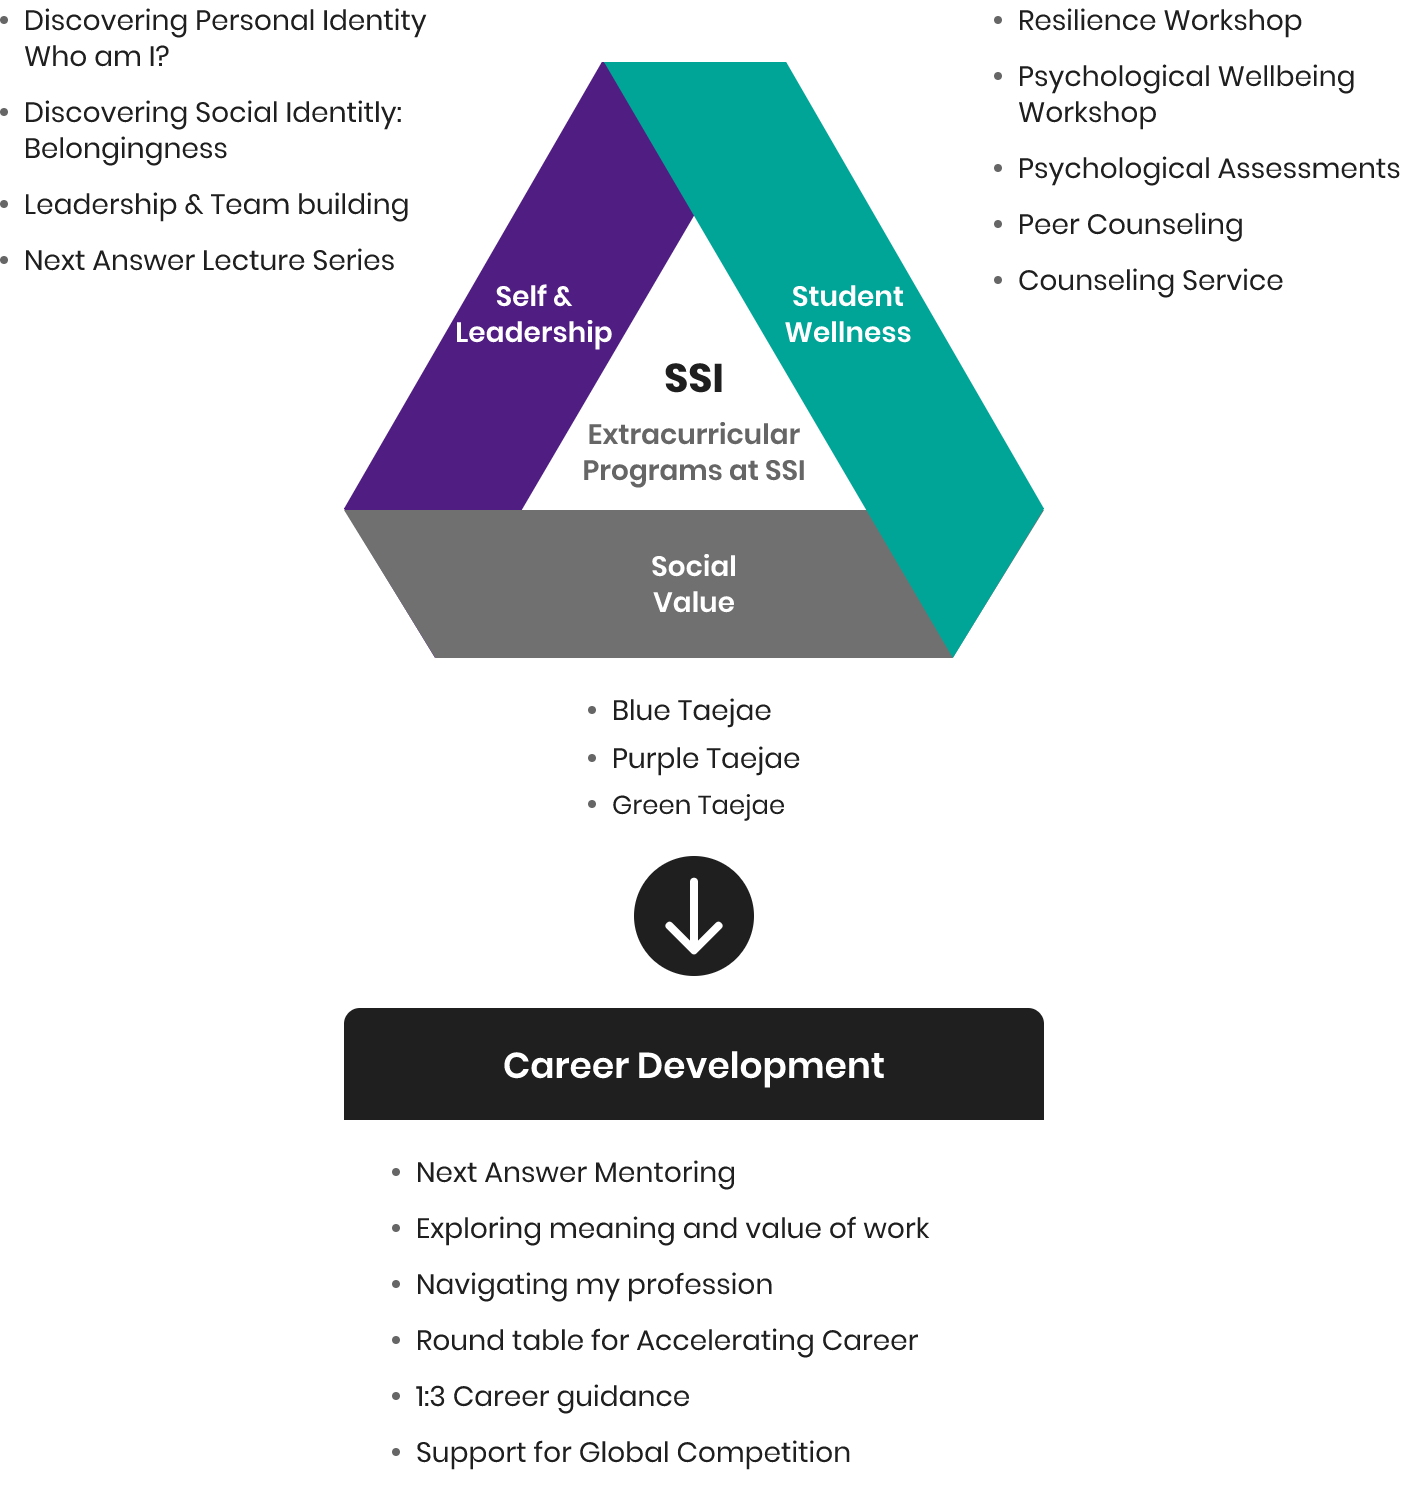 • Discovering Personal Identity
Who am I?
• Discovering Social Identitly:
Belongingness
• Leadership & Team building
• Next Answer Lecture Series
• Resilience Workshop
• Psychological Wellbeing
Workshop
• Psychological Assessments
• Peer Counseling
• Counseling Service
Self &
Leadership
Student
Wellness
SSI
Extracurricular
Programs at SSI
Social
Value
• Blue Taejae
• Purple Taejae
• Green Taejae
Career Development
• Next Answer Mentoring
• Exploring meaning and value of work
• Navigating my profession
• Round table for Accelerating Career
• 1:3 Career guidance
• Support for Global Competition